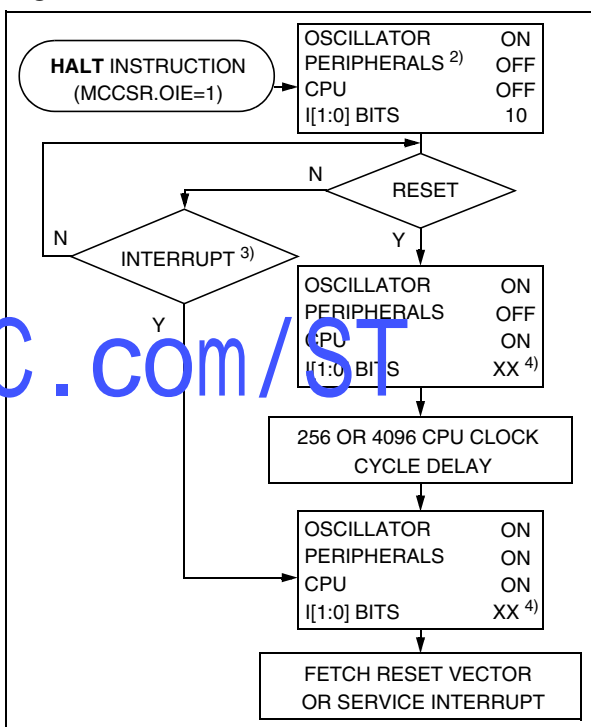 HALT INSTRUCTION
(MCCSR.OIE=1)
OSCILLATOR ON
PERIPHERALS 2) OFF
CPU OFF
I[1:0] BITS 10
N
RESET
N
INTERRUPT 3)
Y
Y
OSCILLATOR ON
PERIPHERALS OFF
CPU ON
I[1:0] BITS XX 4)
C.com/ST
256 OR 4096 CPU CLOCK
CYCLE DELAY
OSCILLATOR ON
PERIPHERALS ON
CPU ON
I[1:0] BITS XX 4)
FETCH RESET VECTOR
OR SERVICE INTERRUPT